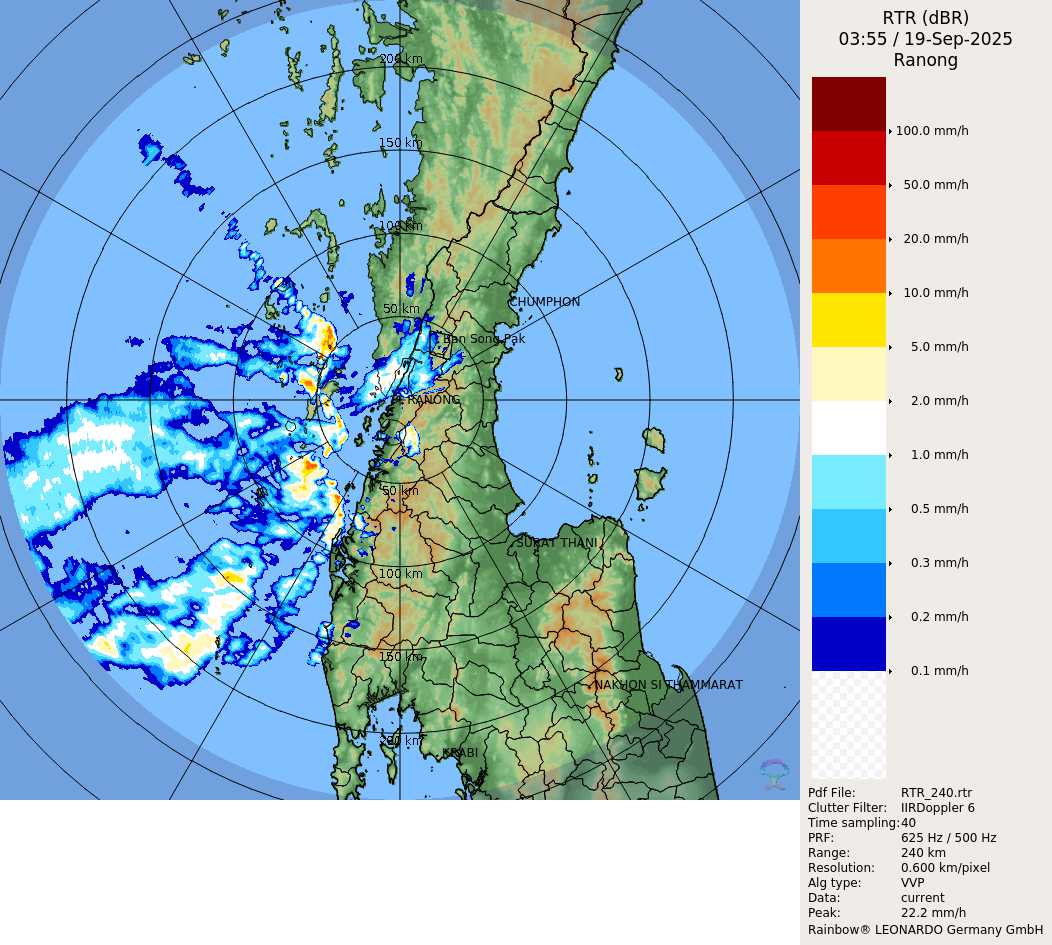 RTR (dBR)
03:55 / 19-Sep-2025
Ranong
100.0 mm/h
50.0 mm/h
20.0 mm/h
10.0 mm/h
5.0 mm/h
2.0 mm/h
1.0 mm/h
0.5 mm/h
0.3 mm/h
0.2 mm/h
0.1 mm/h
200 km
150 km
100 km
50 km
CHUMPHON
Ban Song Pak
RANONG
50 km
SURAT THANI
100 km
150 km
NAKHON SI THAMMARAT
200 km
KRABI
Pdf File: RTR_240.rtr
Clutter Filter: IIRDoppler 6
Time sampling:40
PRF: 625 Hz / 500 Hz
Range: 240 km
Resolution: 0.600 km/pixel
Alg type: VVP
Data: current
Peak: 22.2 mm/h
Rainbow® LEONARDO Germany GmbH